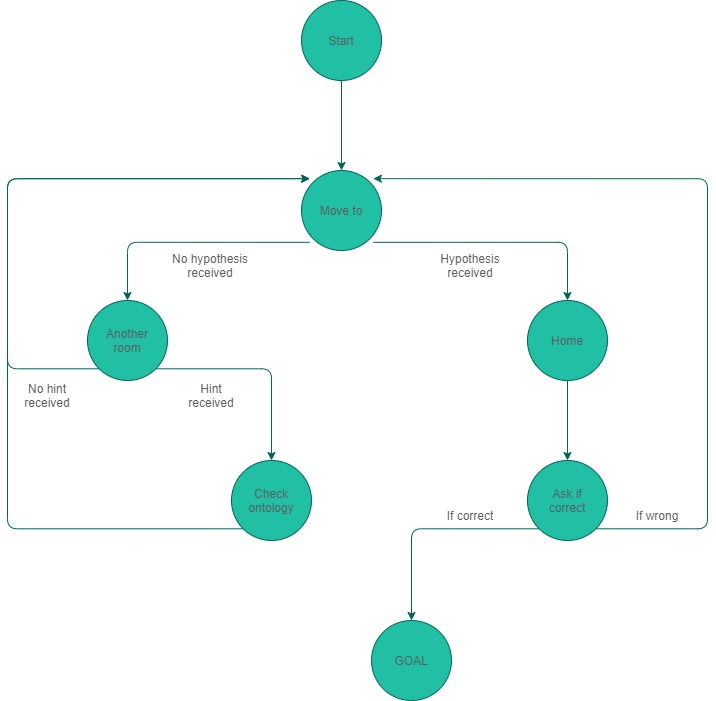 Start
Move to
No hypothesis
received
Hypothesis
received
Another
room
Home
No hint
received
Hint
received
Check
ontology
Ask if
correct
If correct
If wrong
GOAL